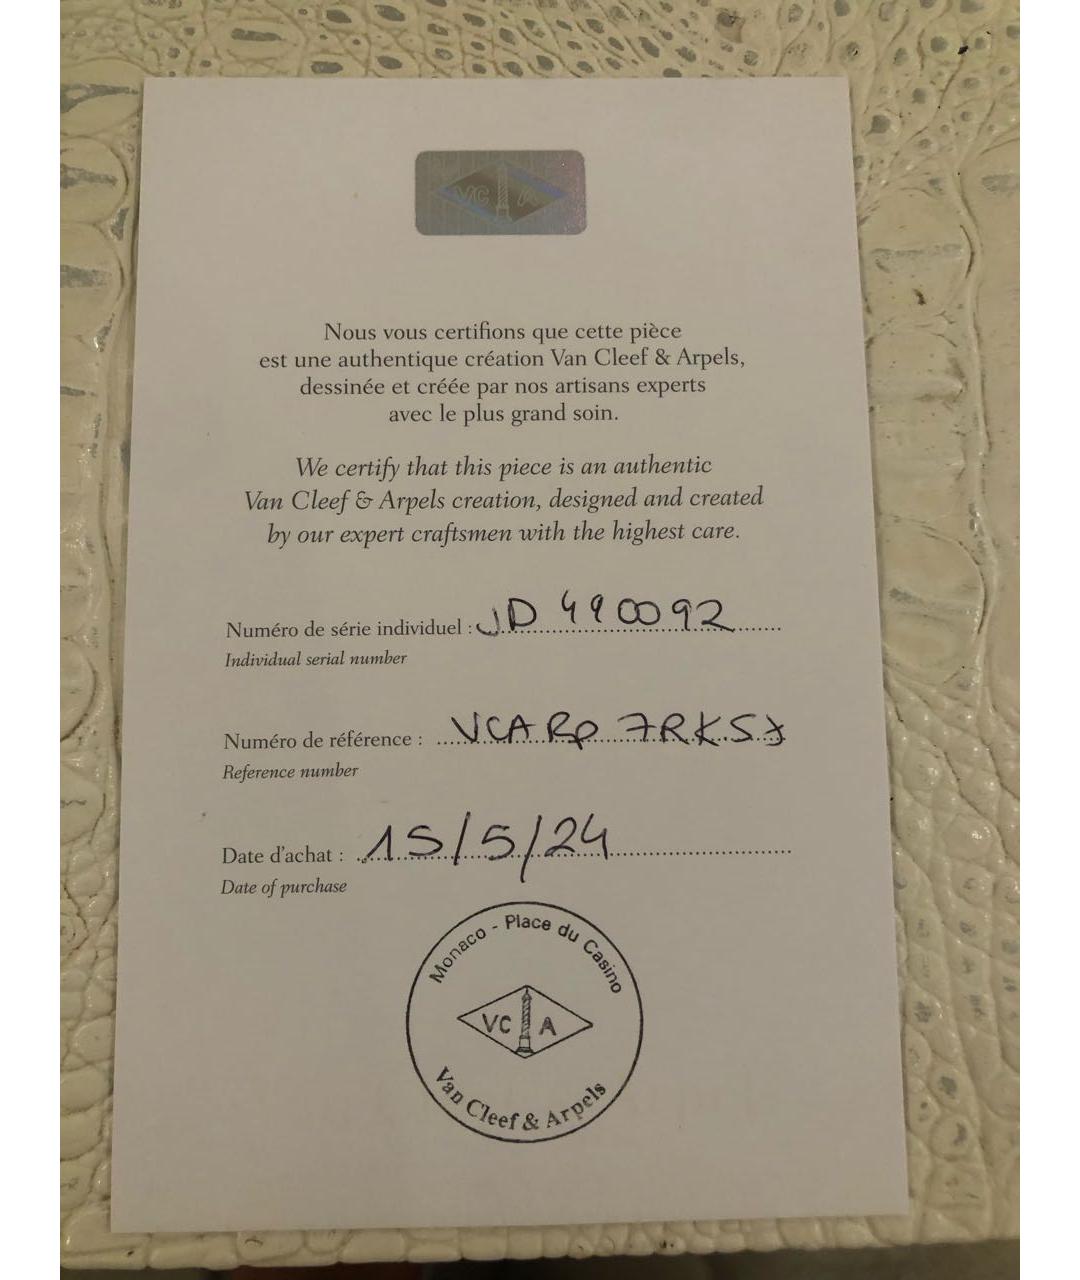 VC A
Nous vous certifions que cette pièce
est une authentique création Van Cleef & Arpels,
dessinée et créée par nos artisans experts
avec le plus grand soin.
We certify that this piece is an authentic
Van Cleef & Arpels creation, designed and created
by our expert craftsmen with the highest care.
Numéro de série individuel : JD 490092
Individual serial number
Numéro de référence :
Reference number
Date d'achat : 15/5/24
Date of purchase
Monaco - Place du Casino
VC A
Van Cleef & Arpels